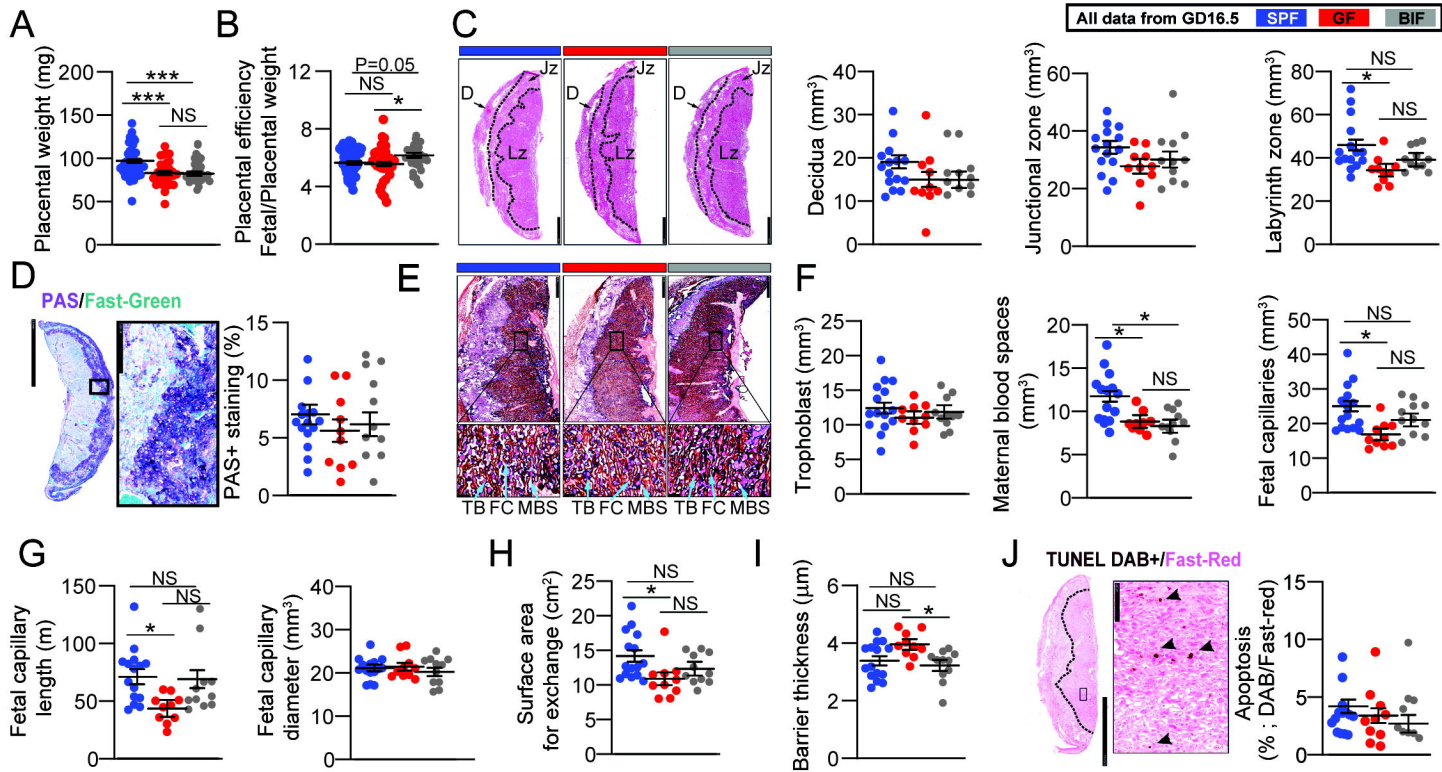 All data from GD16.5 SPF GF BIF
A
Placental weight (mg)
200
150
100
50
0
***
***
NS
B
Placental efficiency
Fetal/Placental weight
12
9
6
3
0
P=0.05
NS
*
C
D
Jz
Lz
D
Jz
D
Jz
Decidua (mm³)
40
30
20
10
0
Junctional zone (mm³)
60
40
20
0
Labyrinth zone (mm³)
80
60
40
20
0
NS
*
NS
D
PAS/Fast-Green
PAS+ staining (%)
15
10
5
0
E
TB FC MBS TB FC MBS TB FC MBS
F
Trophoblast (mm³)
25
20
15
10
5
0
Maternal blood spaces
(mm³)
20
15
10
5
0
*
*
NS
Fetal capillaries (mm³)
50
40
30
20
10
0
NS
*
NS
G
Fetal capillary
length (m)
150
100
50
0
NS
NS
*
Fetal capillary
diameter (mm³)
40
30
20
10
0
H
Surface area
for exchange (cm²)
25
20
15
10
5
0
NS
*
NS
I
Barrier thickness (μm)
6
4
2
0
NS
NS
*
J
TUNEL DAB+/Fast-Red
Apoptosis
(% ; DAB/Fast-red)
15
10
5
0